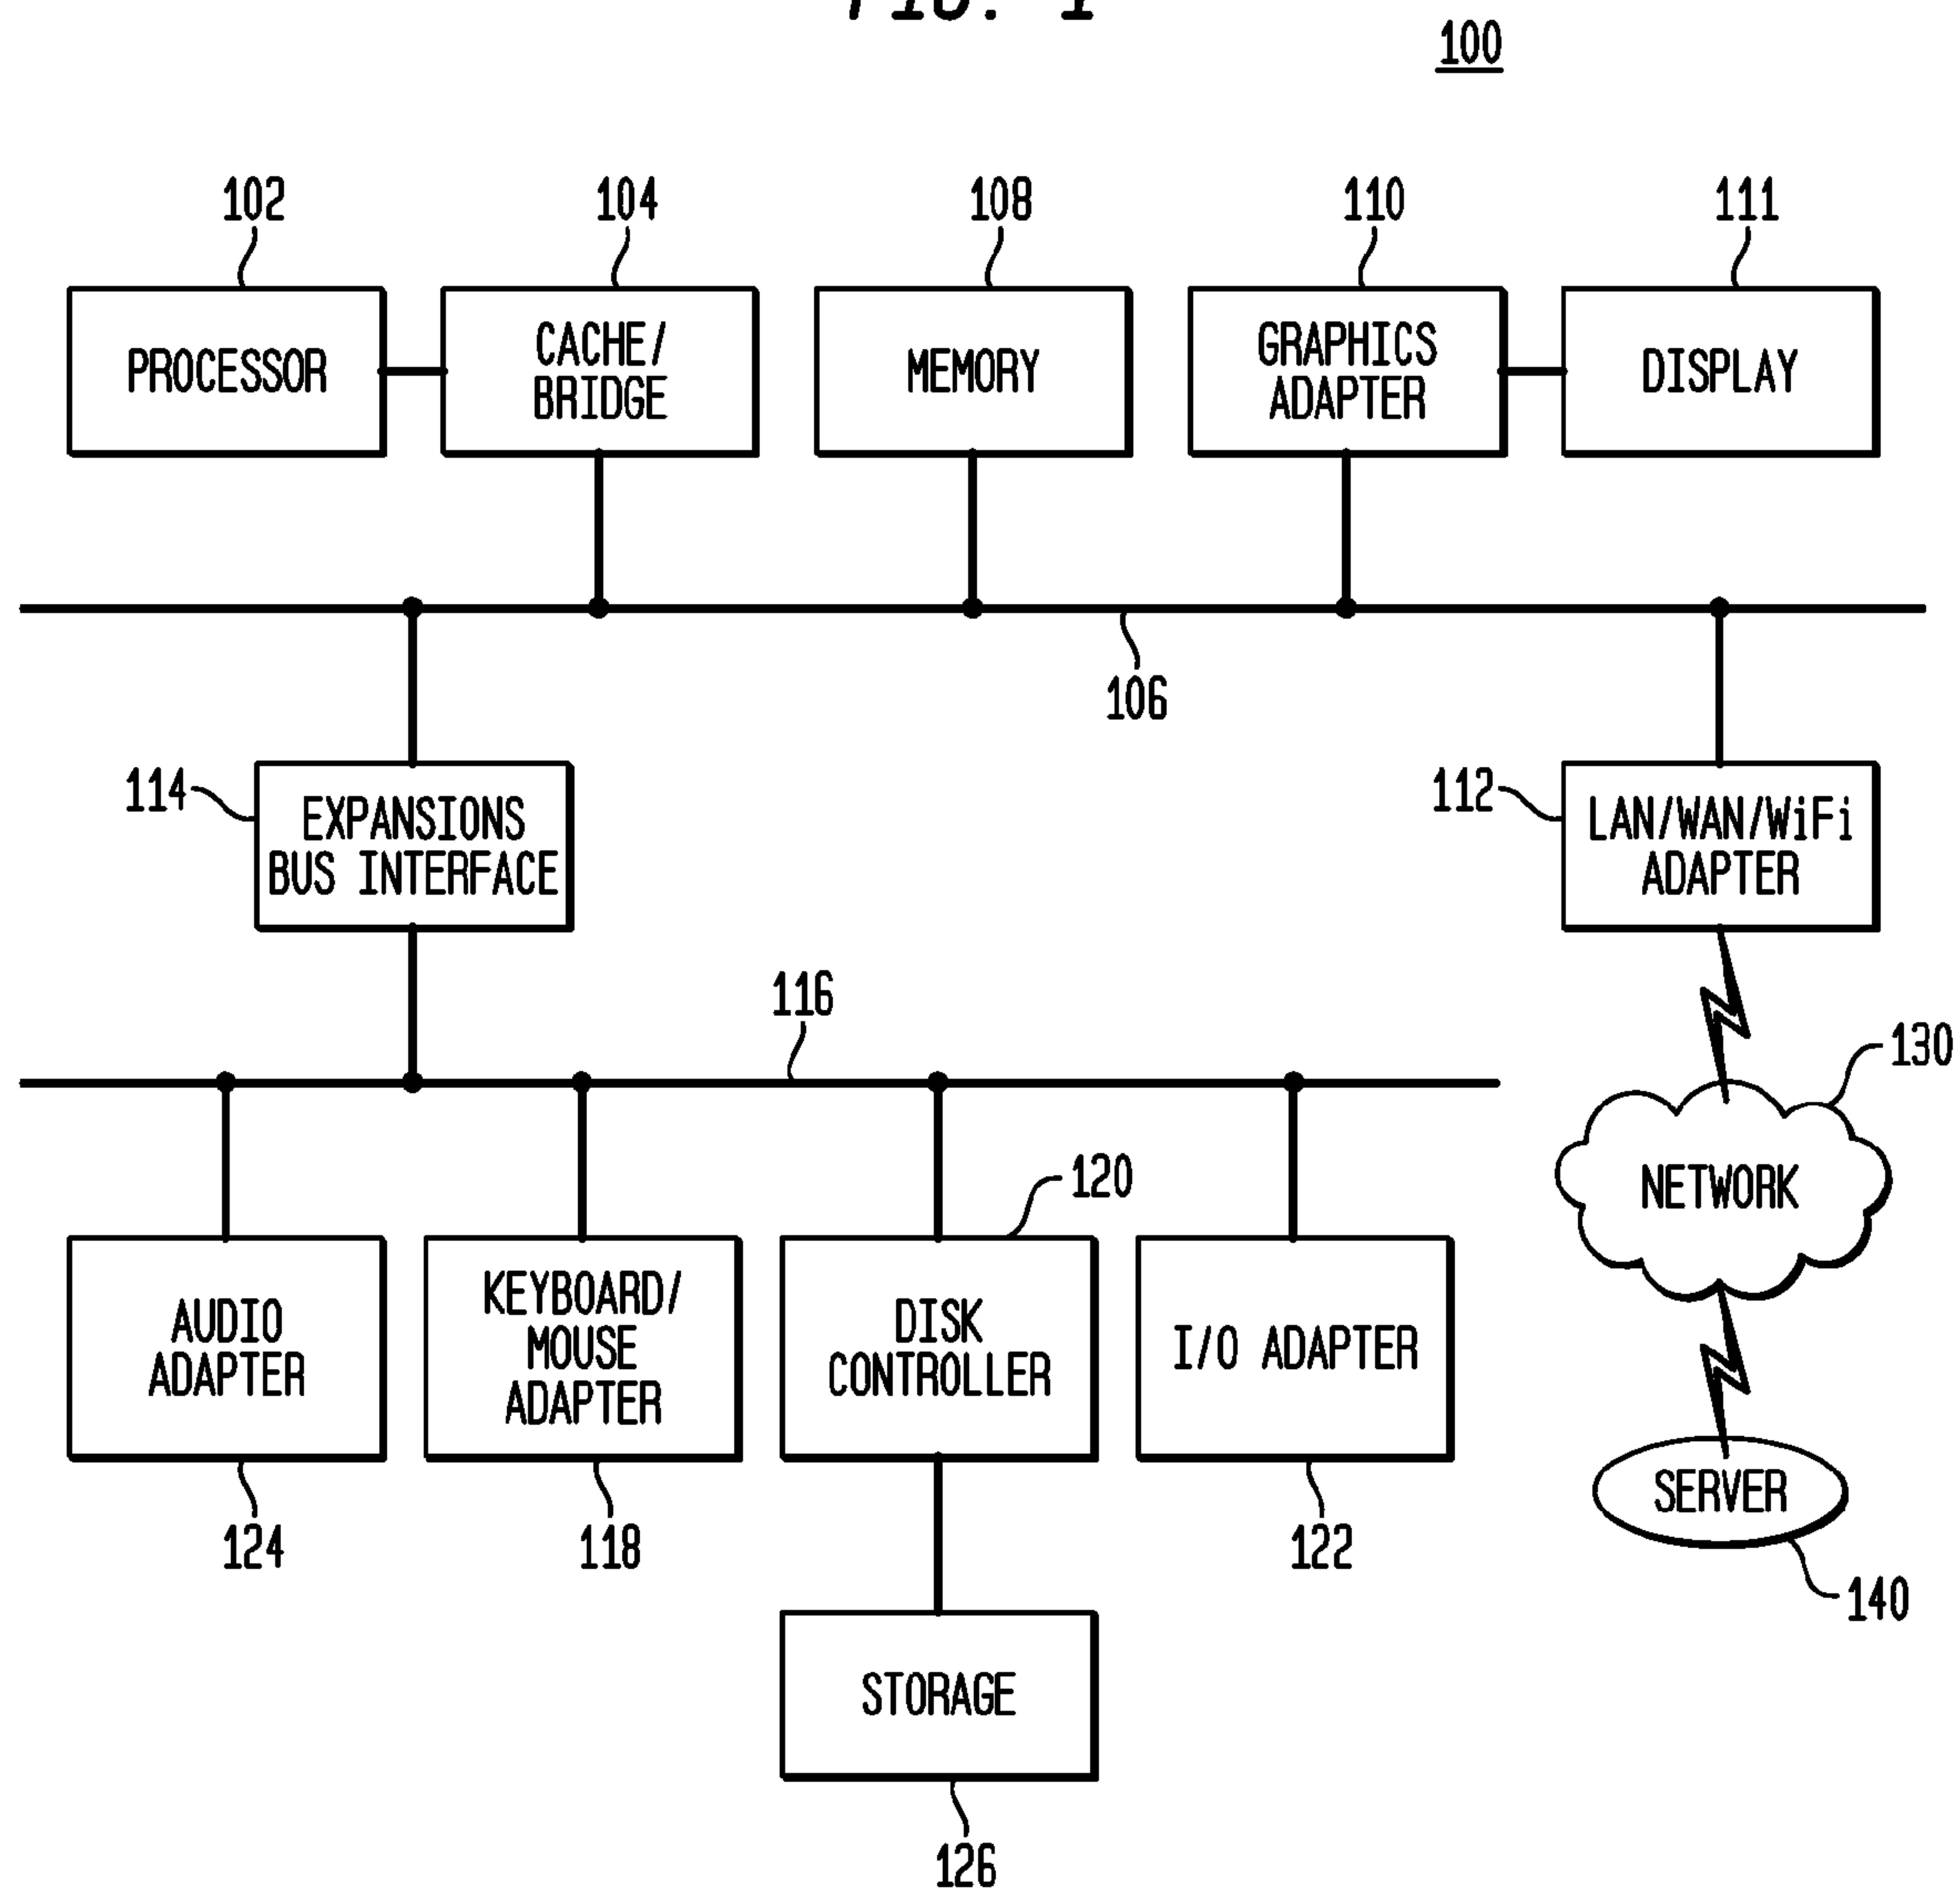 FIG. 1
100
102
104
108
110
111
PROCESSOR
CACHE/
BRIDGE
MEMORY
GRAPHICS
ADAPTER
DISPLAY
106
114
EXPANSIONS
BUS INTERFACE
112
LAN/WAN/WiFi
ADAPTER
116
130
NETWORK
120
AUDIO
ADAPTER
KEYBOARD/
MOUSE
ADAPTER
DISK
CONTROLLER
I/O ADAPTER
SERVER
124
118
122
140
STORAGE
126